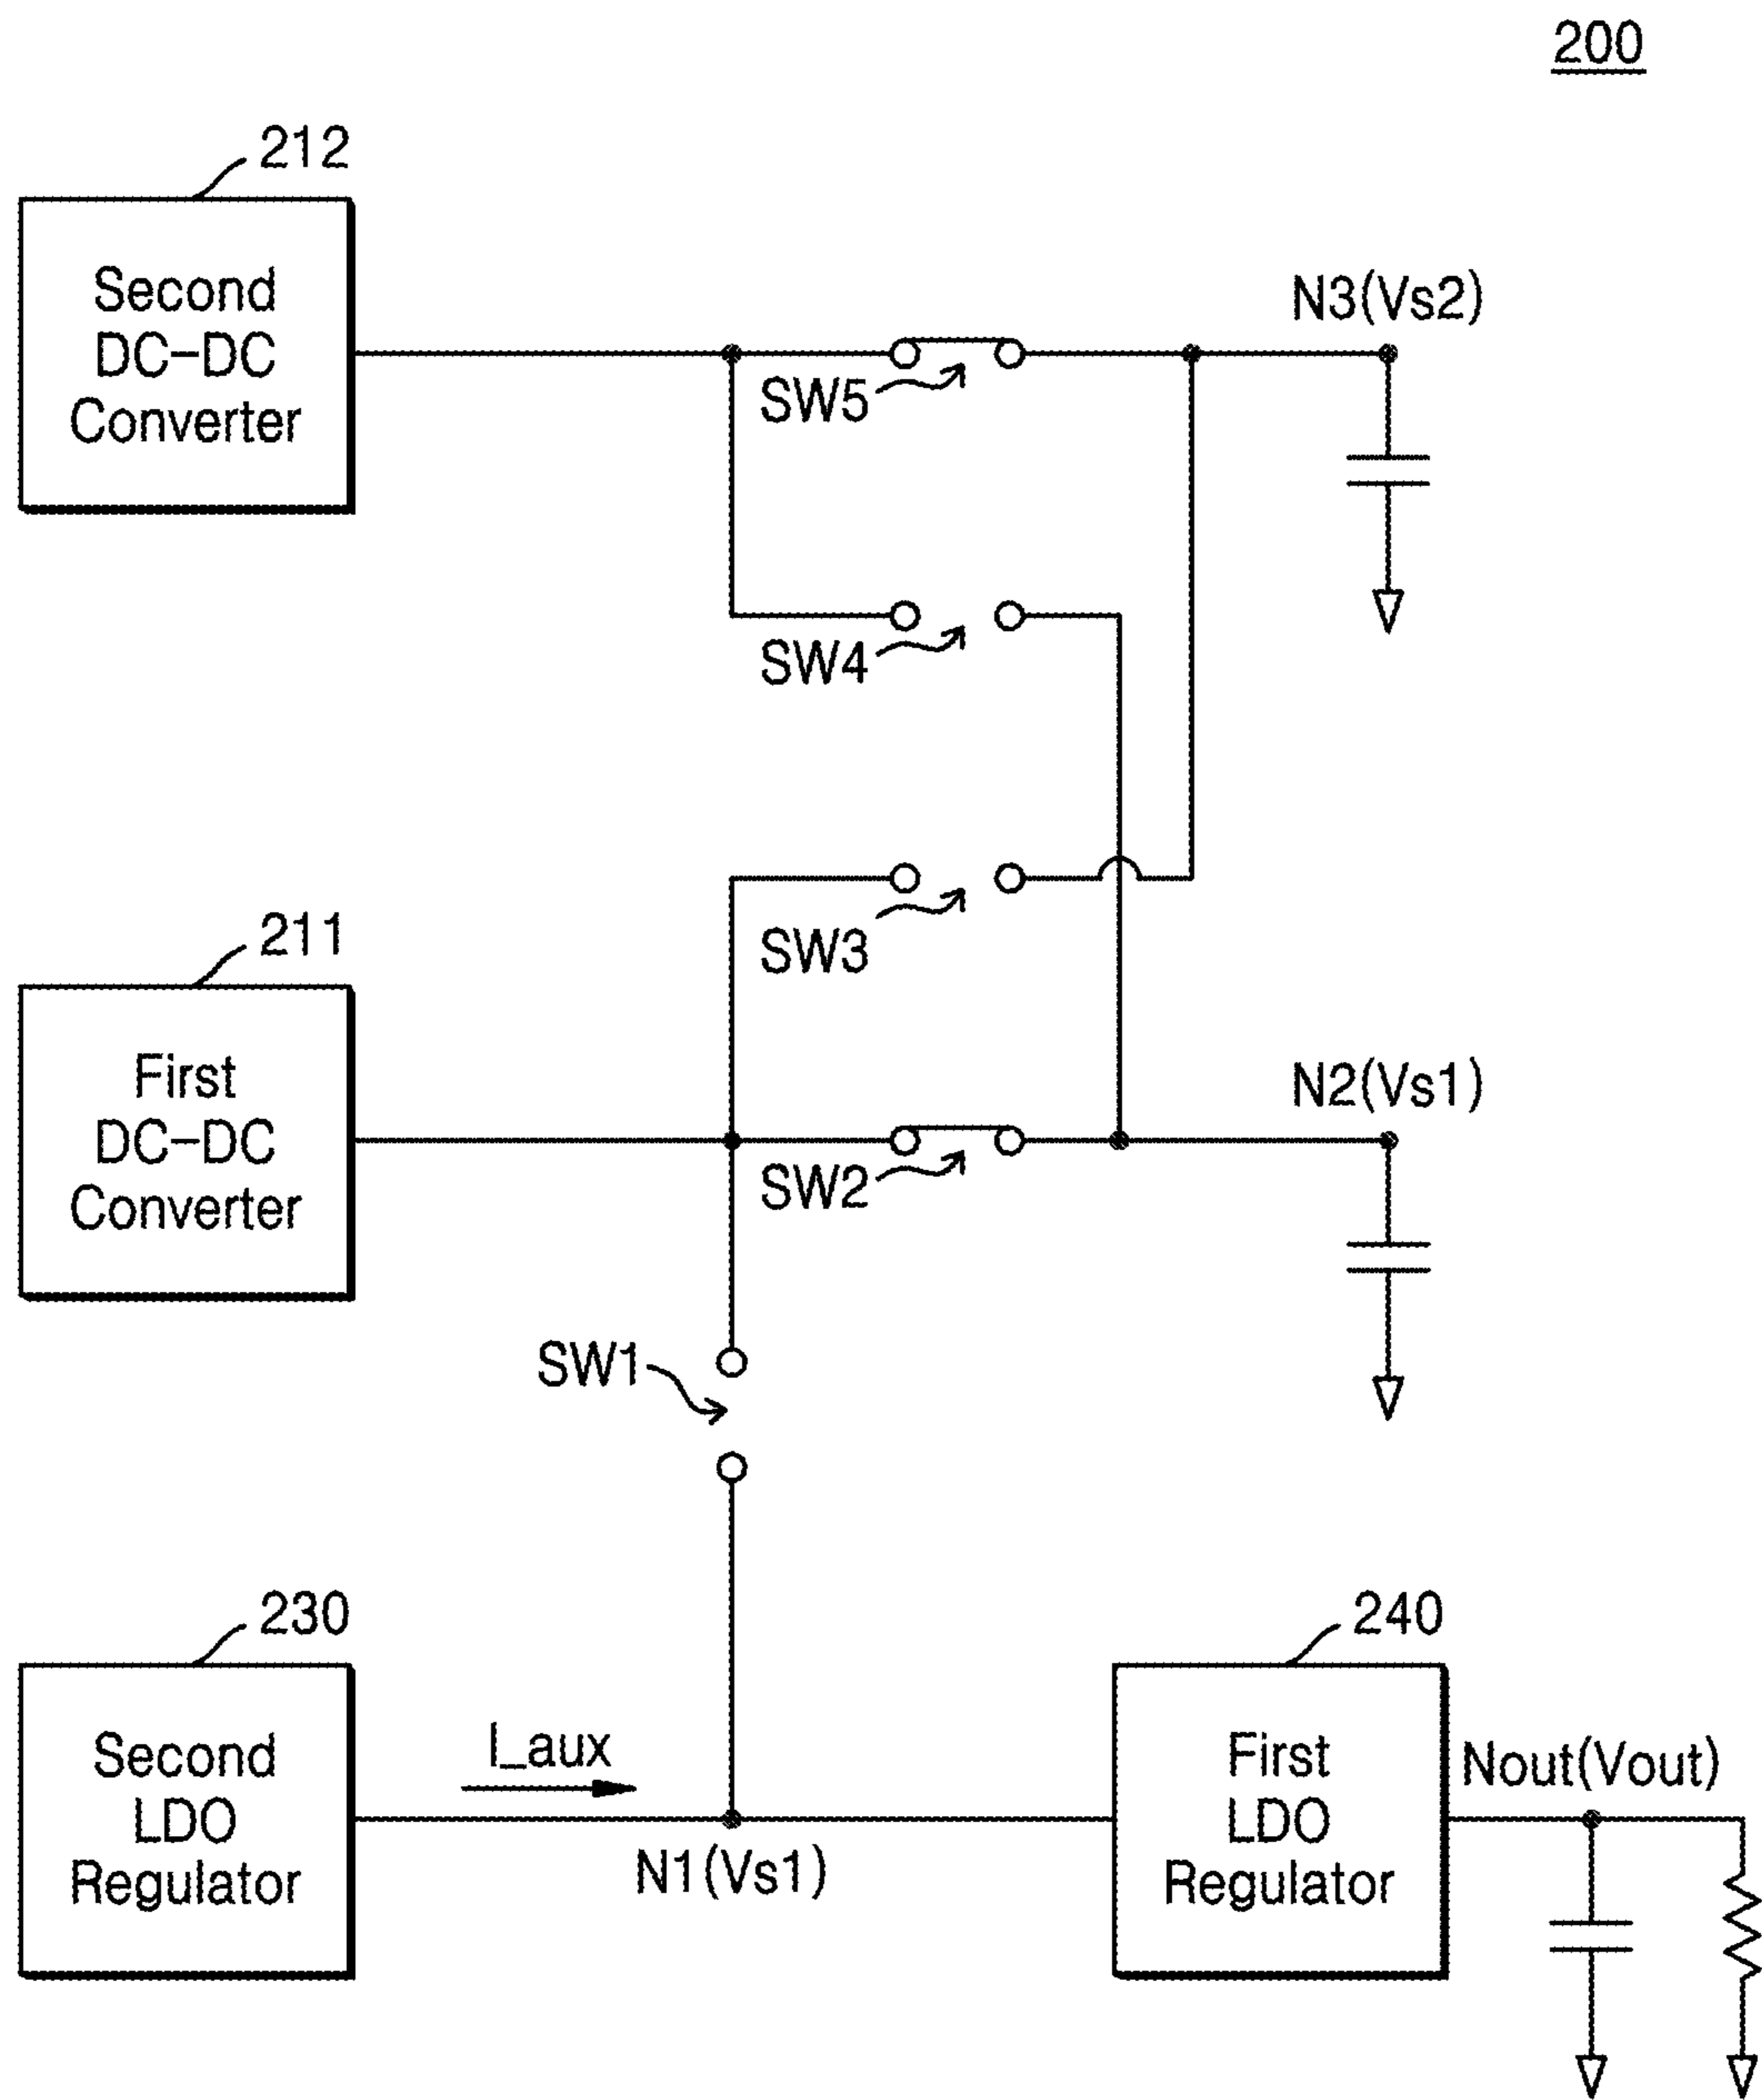 200
212
Second
DC-DC
Converter
N3(Vs2)
SW5
SW4
SW3
211
First
DC-DC
Converter
N2(Vs1)
SW2
SW1
230
240
Second
LDO
Regulator
I_aux
N1(Vs1)
First
LDO
Regulator
Nout(Vout)